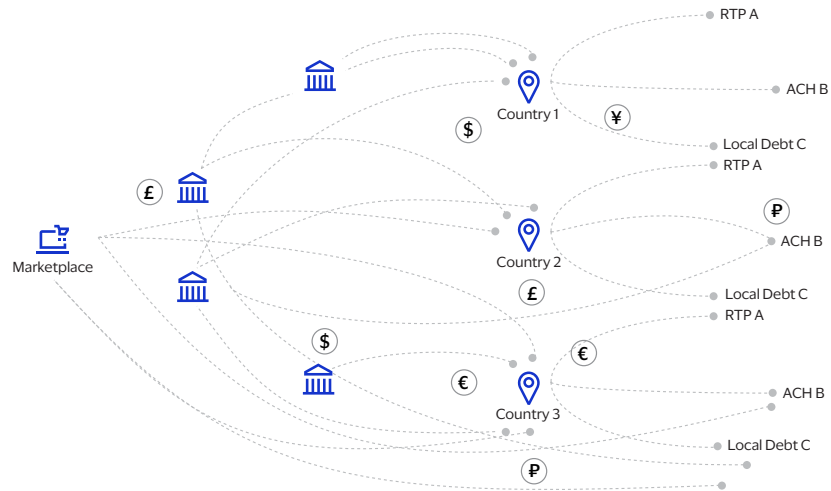 RTP A
ACH B
Country 1
¥
$
Local Debt C
RTP A
£
₽
ACH B
Marketplace
Country 2
£
Local Debt C
RTP A
$
€
€
ACH B
Country 3
Local Debt C
₽